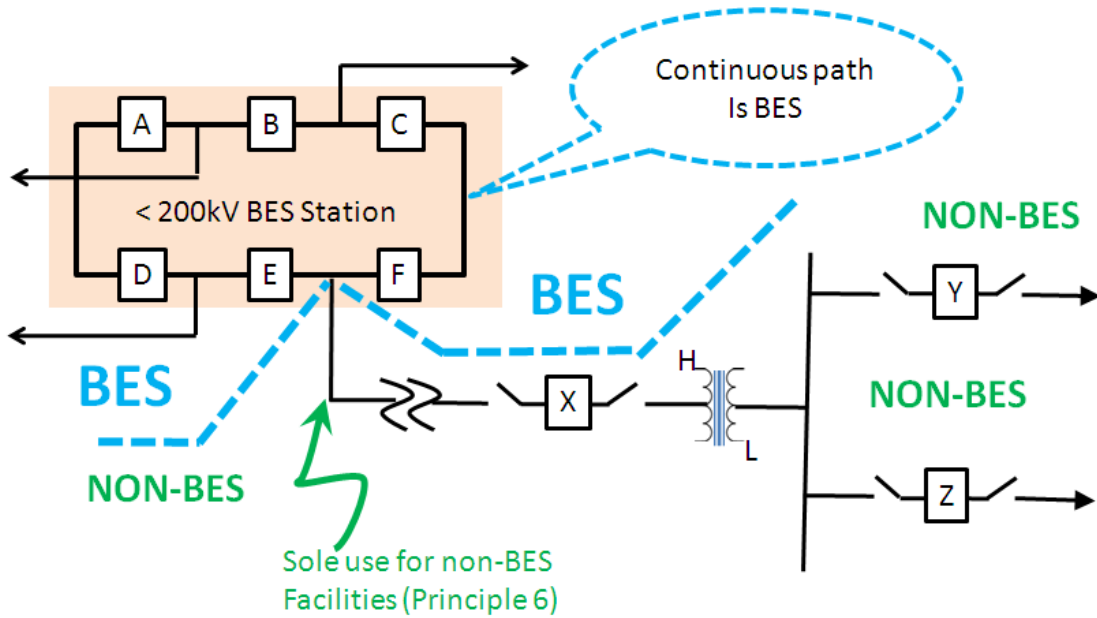 Continuous path
Is BES
A
B
C
< 200kV BES Station
D
E
F
NON-BES
BES
Y
H
X
BES
NON-BES
L
NON-BES
Z
Sole use for non-BES
Facilities (Principle 6)